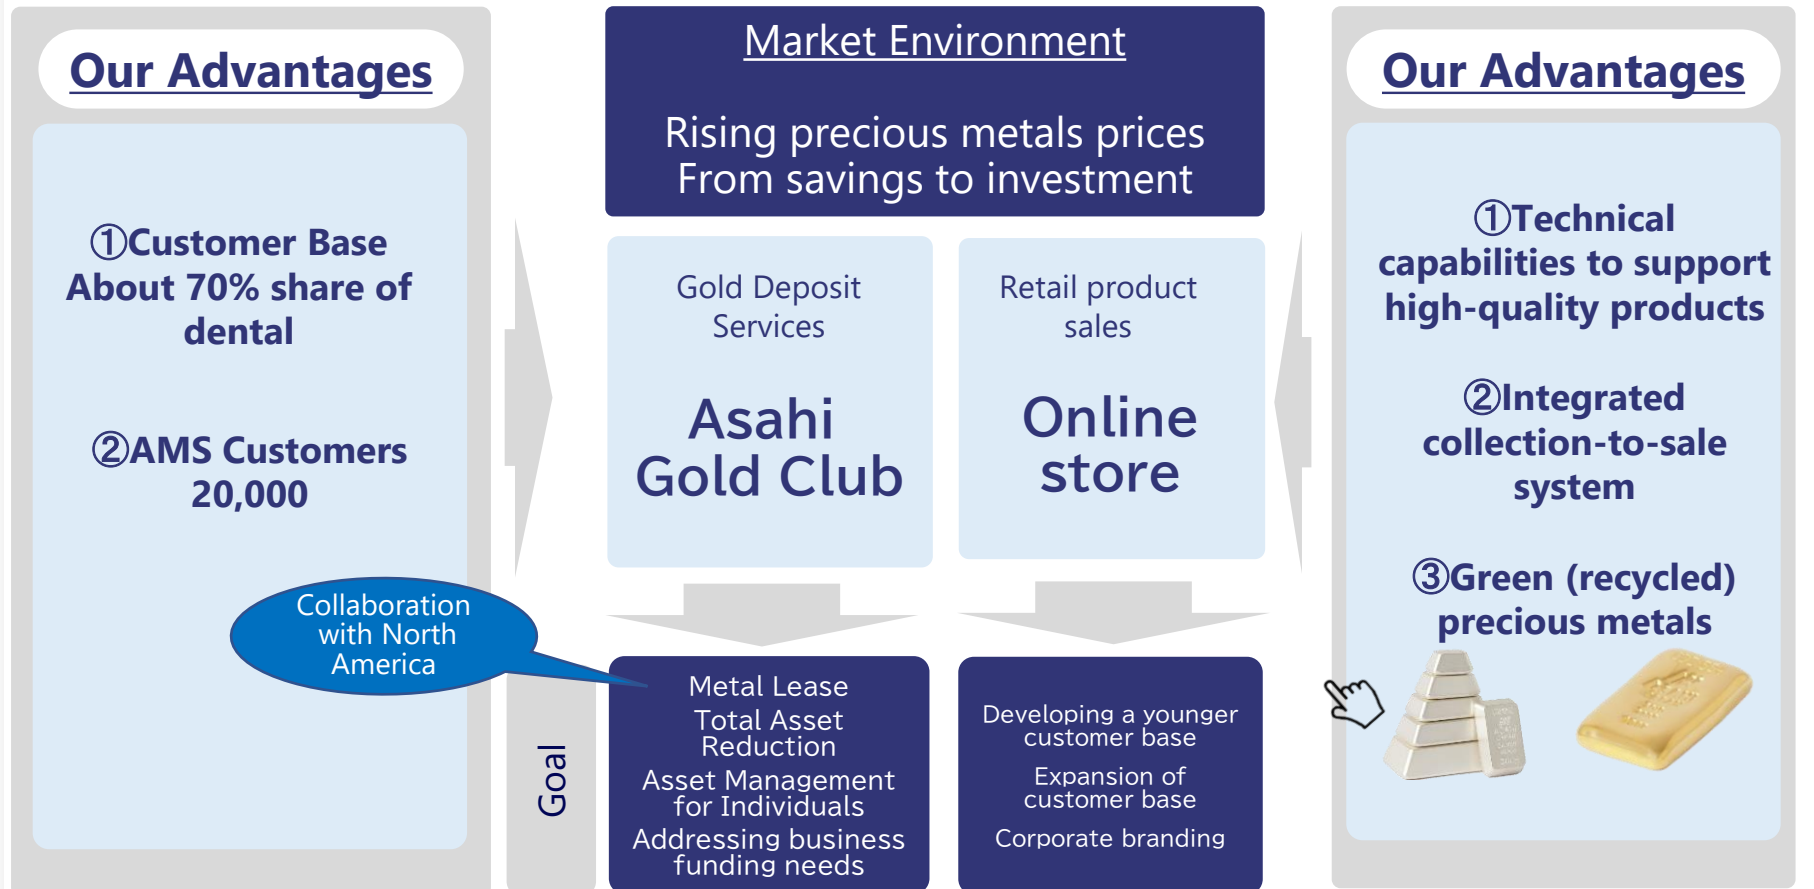 Our Advantages
①Customer Base
About 70% share of
dental
②AMS Customers
20,000
Collaboration
with North
America
Market Environment
Rising precious metals prices
From savings to investment
Gold Deposit
Services
Asahi
Gold Club
Retail product
sales
Online
store
Goal
Metal Lease
Total Asset
Reduction
Asset Management
for Individuals
Addressing business
funding needs
Developing a younger
customer base
Expansion of
customer base
Corporate branding
Our Advantages
①Technical
capabilities to support
high-quality products
②Integrated
collection-to-sale
system
③Green (recycled)
precious metals